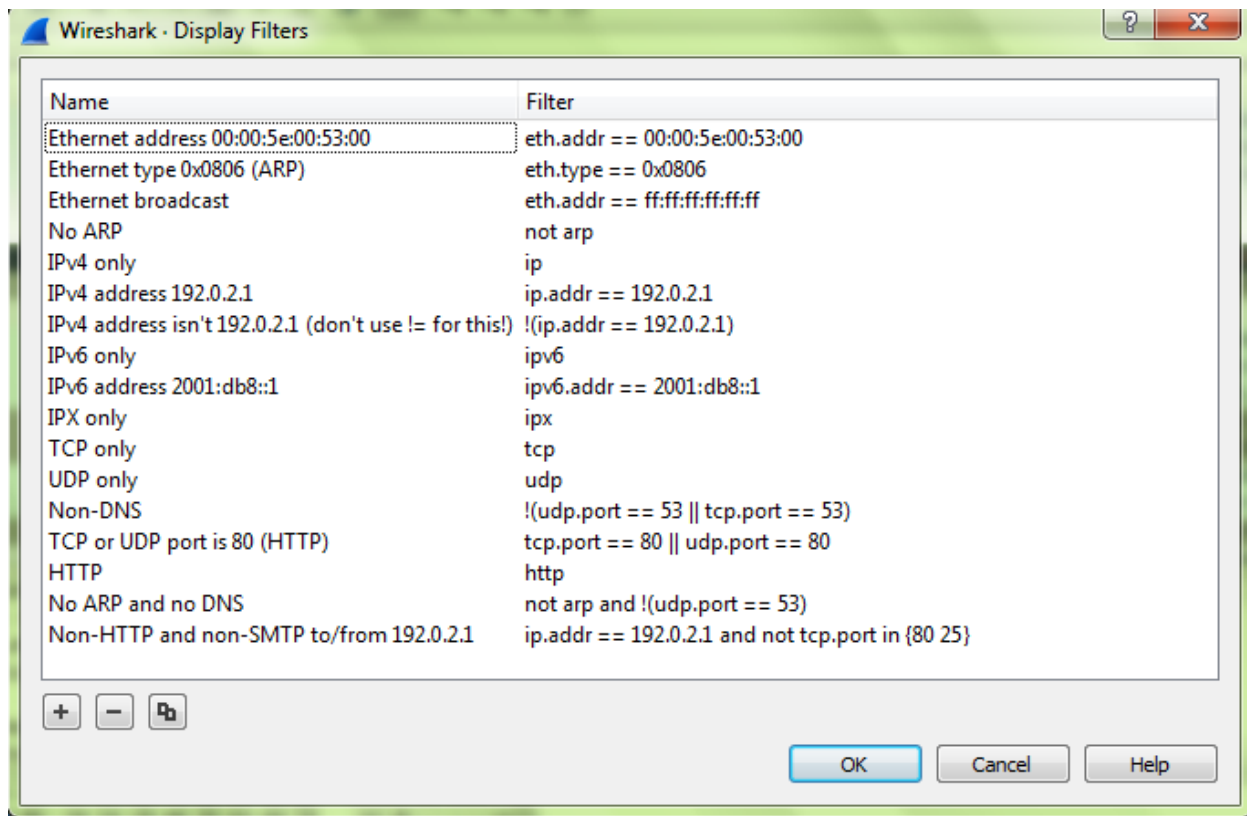 Wireshark · Display Filters
Name Filter
Ethernet address 00:00:5e:00:53:00 eth.addr == 00:00:5e:00:53:00
Ethernet type 0x0806 (ARP) eth.type == 0x0806
Ethernet broadcast eth.addr == ff:ff:ff:ff:ff:ff
No ARP not arp
IPv4 only ip
IPv4 address 192.0.2.1 ip.addr == 192.0.2.1
IPv4 address isn't 192.0.2.1 (don't use != for this!) !(ip.addr == 192.0.2.1)
IPv6 only ipv6
IPv6 address 2001:db8::1 ipv6.addr == 2001:db8::1
IPX only ipx
TCP only tcp
UDP only udp
Non-DNS !(udp.port == 53 || tcp.port == 53)
TCP or UDP port is 80 (HTTP) tcp.port == 80 || udp.port == 80
HTTP http
No ARP and no DNS not arp and !(udp.port == 53)
Non-HTTP and non-SMTP to/from 192.0.2.1 ip.addr == 192.0.2.1 and not tcp.port in {80 25}
OK Cancel Help